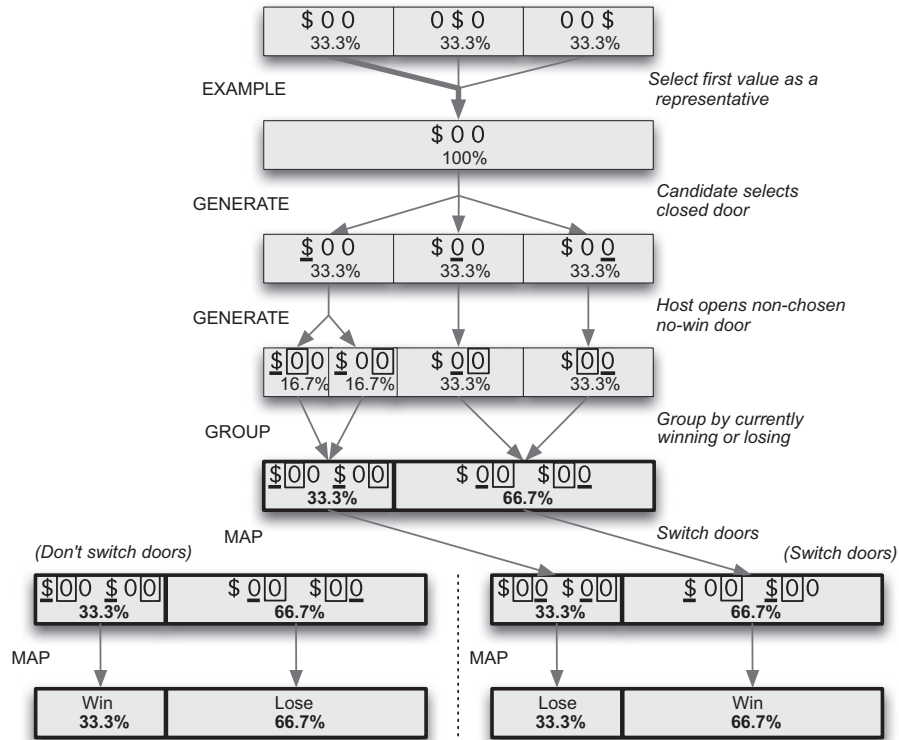 $ 0 0 0 $ 0 0 0 $
33.3% 33.3% 33.3%
EXAMPLE
Select first value as a
representative
$ 0 0
100%
GENERATE
Candidate selects
closed door
$ 0 0 $ 0 0 $ 0 0
33.3% 33.3% 33.3%
GENERATE
Host opens non-chosen
no-win door
$ 0 0 $ 0 0 $ 0 0 $ 0 0
16.7% 16.7% 33.3% 33.3%
GROUP
Group by currently
winning or losing
$ 0 0 $ 0 0 $ 0 0 $ 0 0
33.3% 66.7%
MAP
Switch doors
(Don't switch doors)
(Switch doors)
$ 0 0 $ 0 0 $ 0 0 $ 0 0
33.3% 66.7%
$ 0 0 $ 0 0 $ 0 0 $ 0 0
33.3% 66.7%
MAP
MAP
Win Lose
33.3% 66.7%
Lose Win
33.3% 66.7%